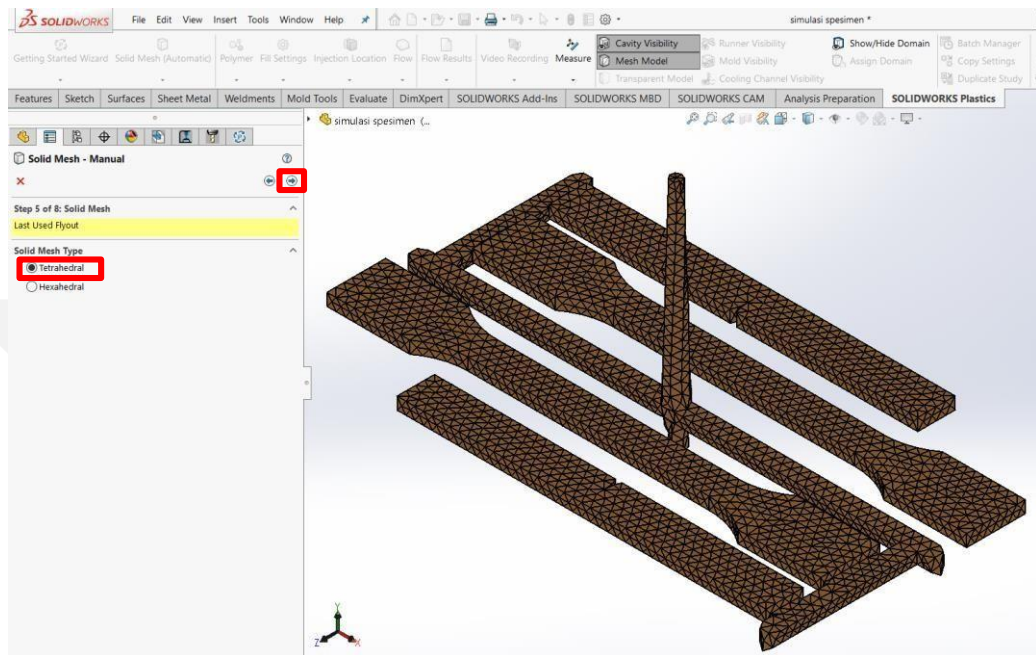 SOLIDWORKS File Edit View Insert Tools Window Help simulasi spesimen *
Getting Started Wizard Solid Mesh (Automatic) Polymer Fill Settings Injection Location Flow Flow Results Video Recording Measure
Cavity Visibility Runner Visibility Show/Hide Domain Batch Manager
Mesh Model Mold Visibility Assign Domain Copy Settings
Transparent Model Cooling Channel Visibility Duplicate Study
Features Sketch Surfaces Sheet Metal Weldments Mold Tools Evaluate DimXpert SOLIDWORKS Add-Ins SOLIDWORKS MBD SOLIDWORKS CAM Analysis Preparation SOLIDWORKS Plastics
simulasi spesimen (...
Solid Mesh - Manual
Step 5 of 8: Solid Mesh
Last Used Flyout
Solid Mesh Type
Tetrahedral
Hexahedral
Y
Z X